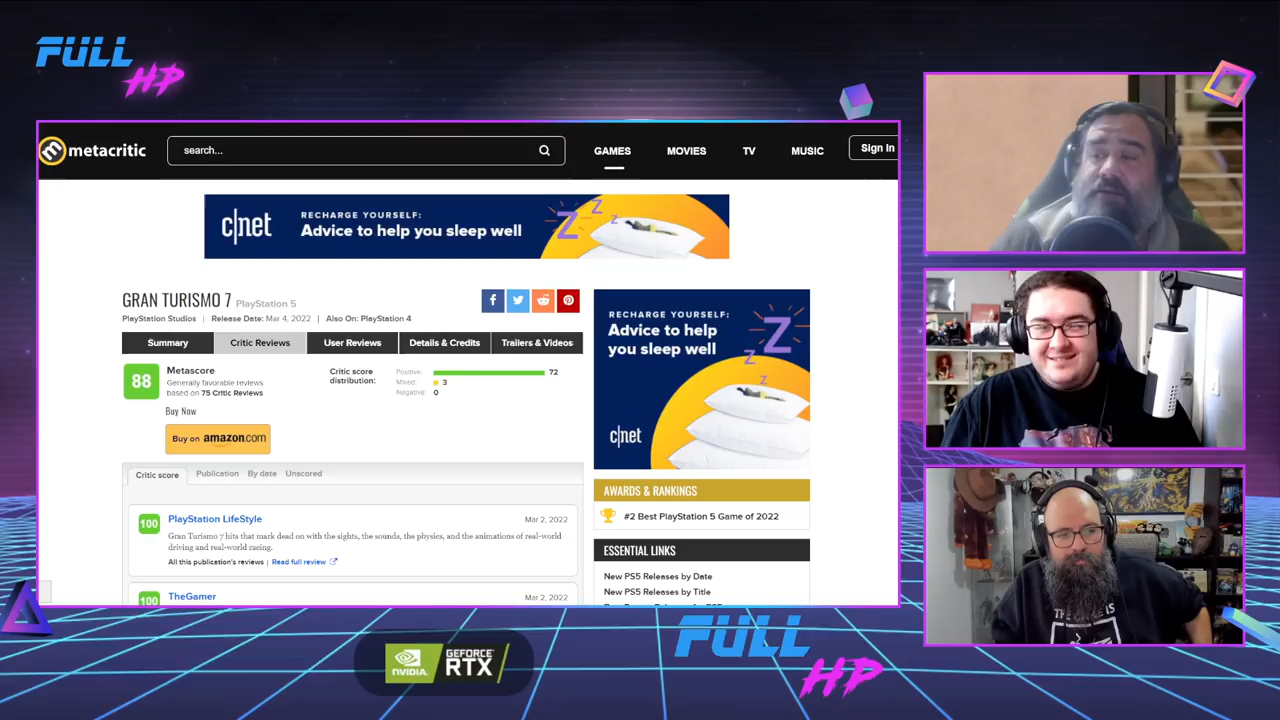 FULL
HP
metacritic
search...
GAMES
MOVIES
TV
MUSIC
Sign In
c|net
RECHARGE YOURSELF:
Advice to help you sleep well
Z Z Z
GRAN TURISMO 7 PlayStation 5
PlayStation Studios | Release Date: Mar 4, 2022 | Also On: PlayStation 4
Summary
Critic Reviews
User Reviews
Details & Credits
Trailers & Videos
88
Metascore
Generally favorable reviews
based on 75 Critic Reviews
Critic score
distribution:
Positive: 72
Mixed: 3
Negative: 0
Buy Now
Buy on amazon.com
Critic score
Publication
By date
Unscored
100
PlayStation LifeStyle
Mar 2, 2022
Gran Turismo 7 hits that mark dead on with the sights, the sounds, the physics, and the animations of real-world
driving and real-world racing.
All this publication's reviews | Read full review
100
TheGamer
Mar 2, 2022
RECHARGE YOURSELF:
Advice to help
you sleep well
Z Z Z
c|net
AWARDS & RANKINGS
#2 Best PlayStation 5 Game of 2022
ESSENTIAL LINKS
New PS5 Releases by Date
New PS5 Releases by Title
THE CAKE IS
NVIDIA.
GEFORCE
RTX
FULL
HP